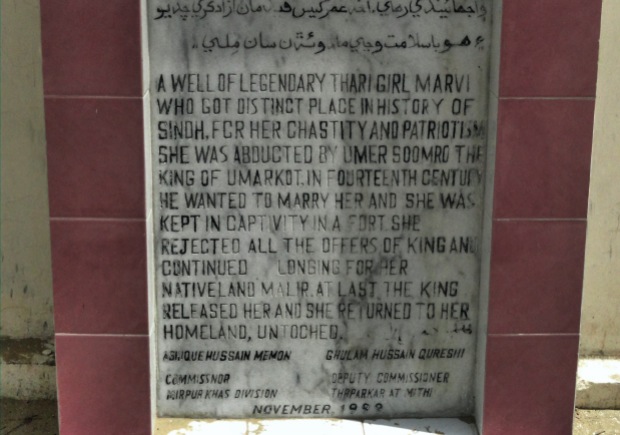 ۽ هوءَ سلامت وڃي
A WELL OF LEGENDARY THARI GIRL MARVI
WHO GOT DISTINCT PLACE IN HISTORY OF
SINDH, FOR HER CHASTITY AND PATRIOTISM
SHE WAS ABDUCTED BY UMER SOOMRO THE
KING OF UMARKOT. IN FOURTEENTH CENTURY
HE WANTED TO MARRY HER AND SHE WAS
KEPT IN CAPTIVITY IN A FORT. SHE
REJECTED ALL THE OFFERS OF KING AND
CONTINUED LONGING FOR HER
NATIVELAND MALIR. AT LAST, THE KING
RELEASED HER AND SHE RETURNED TO HER
HOMELAND, UNTOCHED.
ASHIQUE HUSSAIN MEMON GHULAM HUSSAIN QURESHI
COMMISSNOR DEPUTY COMMISSIONER
MIRPUR KHAS DIVISION THARPARKAR AT MITHI
NOVEMBER,